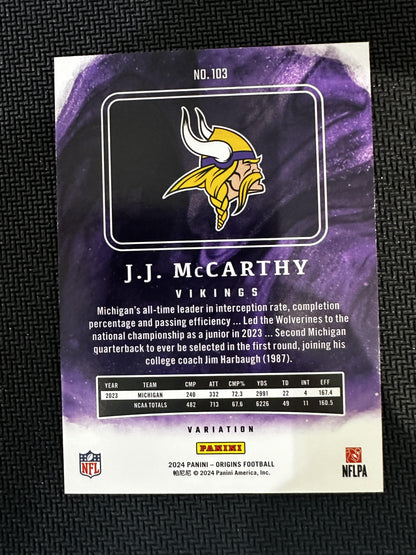 NO. 103
J.J. McCARTHY
VIKINGS
Michigan's all-time leader in interception rate, completion
percentage and passing efficiency ... Led the Wolverines to the
national championship as a junior in 2023 ... Second Michigan
quarterback to ever be selected in the first round, joining his
college coach Jim Harbaugh (1987).
YEAR TEAM CMP ATT CMP% YDS TD INT EFF
2023 MICHIGAN 240 332 72.3 2991 22 4 167.4
NCAA TOTALS 482 713 67.6 6226 49 11 160.5
VARIATION
PANINI
NFL
NFLPA
2024 PANINI – ORIGINS FOOTBALL
帕尼尼 © 2024 Panini America, Inc.